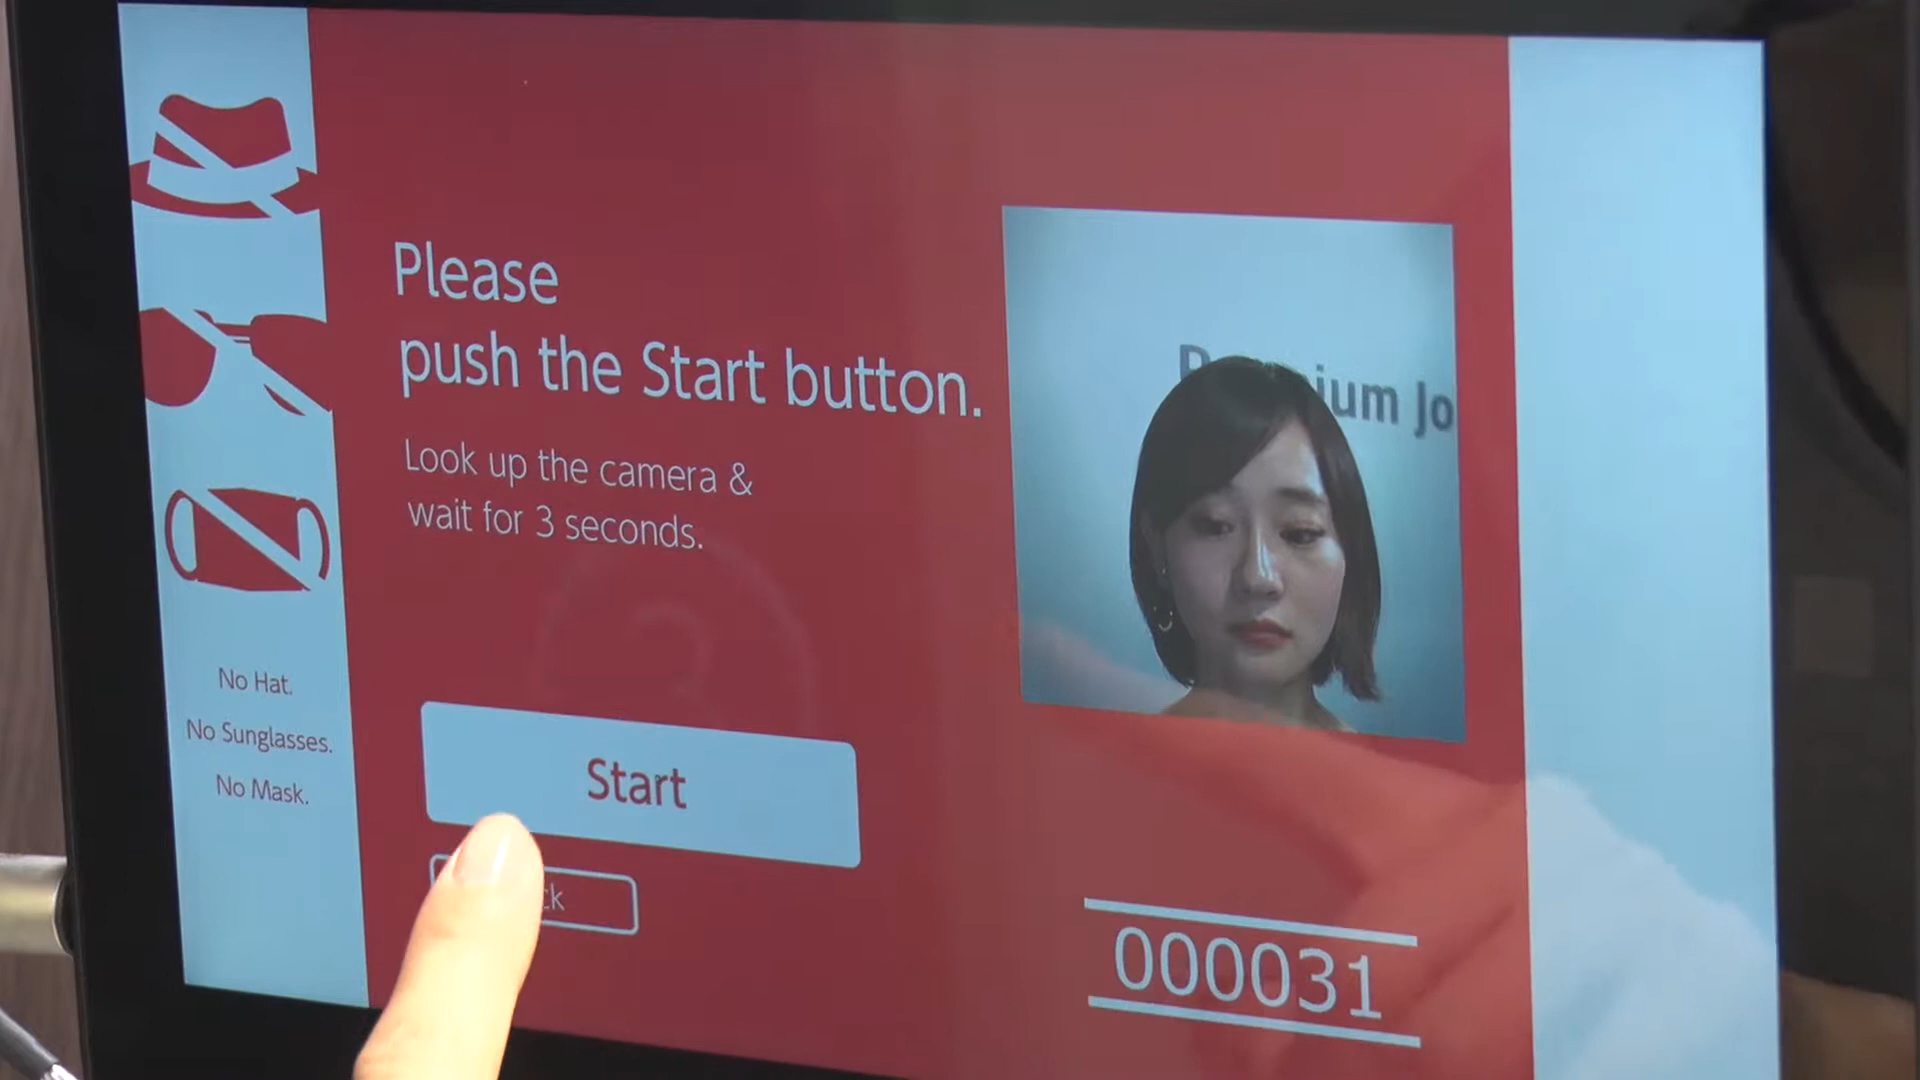 Please
push the Start button.
Look up the camera &
wait for 3 seconds.
Start
No Hat.
No Sunglasses.
No Mask.
000031